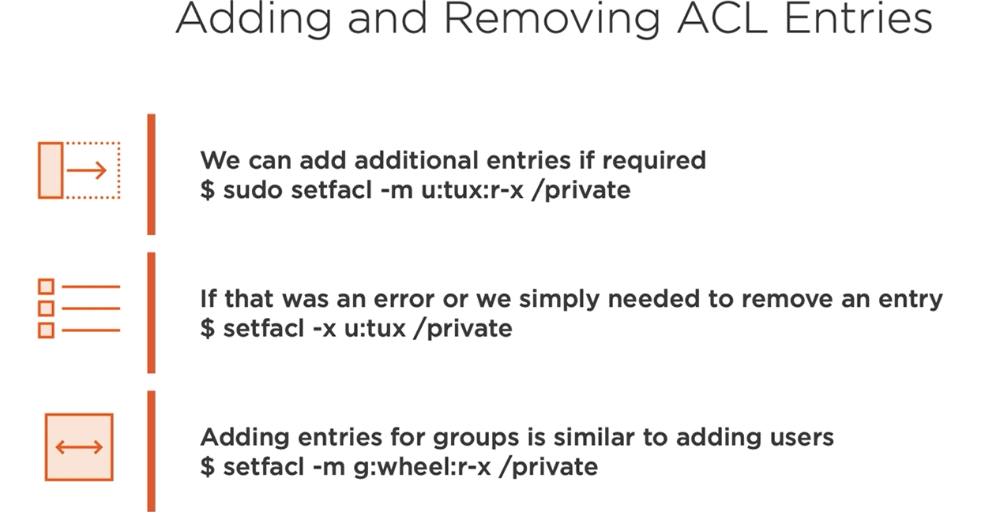 Adding and Removing ACL Entries
We can add additional entries if required
$ sudo setfacl -m u:tux:r-x /private
If that was an error or we simply needed to remove an entry
$ setfacl -x u:tux /private
Adding entries for groups is similar to adding users
$ setfacl -m g:wheel:r-x /private